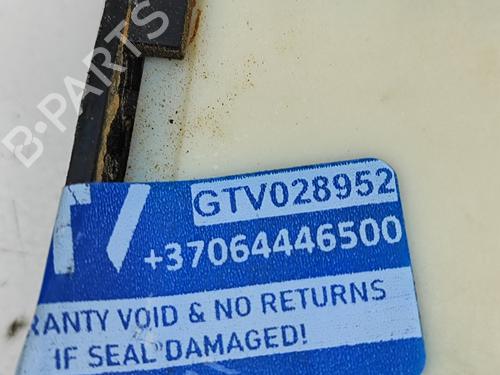 B-PARTS
GTV028952
+37064446500
RANTY VOID & NO RETURNS
IF SEAL DAMAGED!